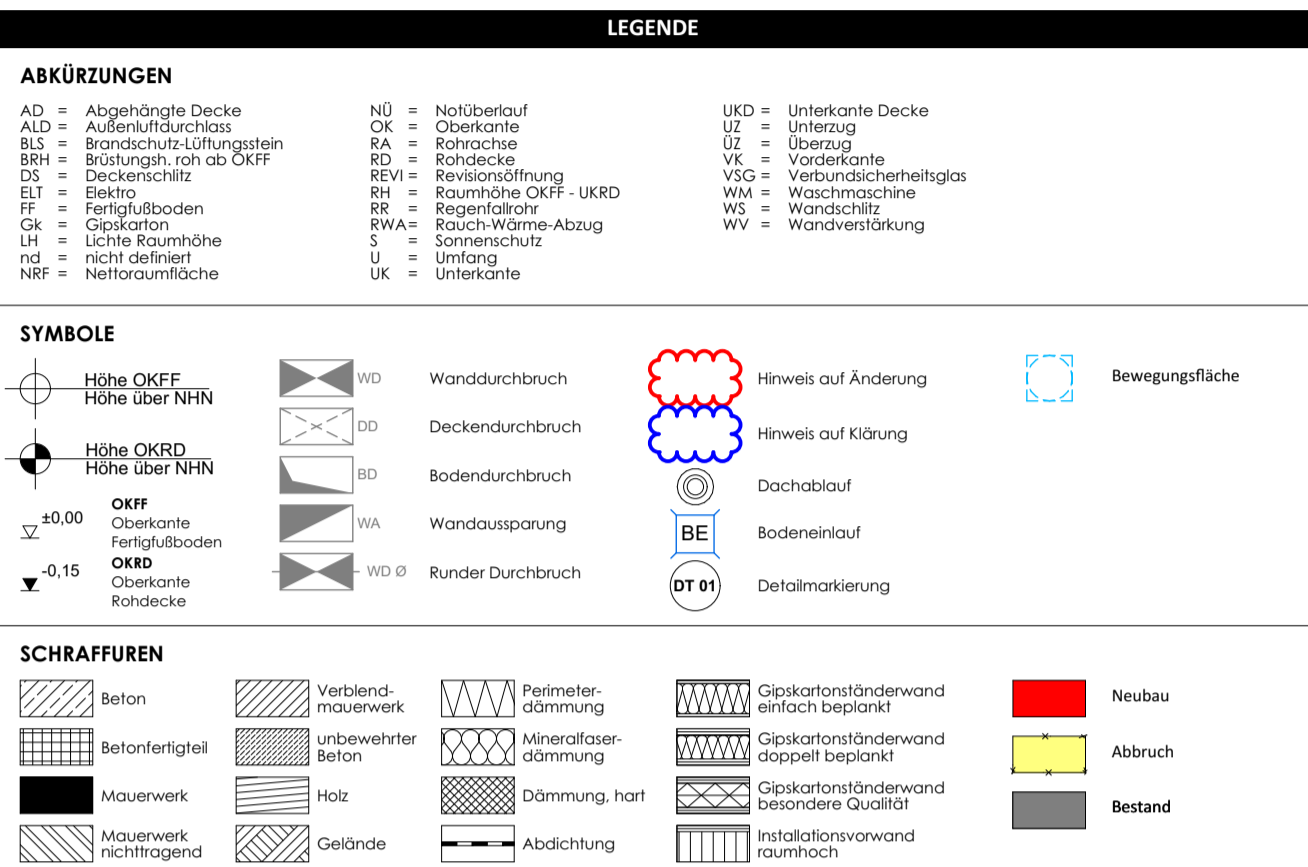 LEGENDE
ABKÜRZUNGEN
AD = Abgehängte Decke
ALD = Außenluftdurchlass
BLS = Brandschutz-Lüftungsstein
BRH = Brüstungsh. roh ab OKFF
DS = Deckenschlitz
ELT = Elektro
FF = Fertigfußboden
Gk = Gipskarton
LH = Lichte Raumhöhe
nd = nicht definiert
NRF = Nettoraumfläche
NÜ = Notüberlauf
OK = Oberkante
RA = Rohrachse
RD = Rohdecke
REVI = Revisionsöffnung
RH = Raumhöhe OKFF - UKRD
RR = Regenfallrohr
RWA= Rauch-Wärme-Abzug
S = Sonnenschutz
U = Umfang
UK = Unterkante
UKD = Unterkante Decke
UZ = Unterzug
ÜZ = Überzug
VK = Vorderkante
VSG = Verbundsicherheitsglas
WM = Waschmaschine
WS = Wandschlitz
WV = Wandverstärkung
SYMBOLE
Höhe OKFF
Höhe über NHN
Höhe OKRD
Höhe über NHN
±0,00
OKFF
Oberkante
Fertigfußboden
-0,15
OKRD
Oberkante
Rohdecke
WD Wanddurchbruch
DD Deckendurchbruch
BD Bodendurchbruch
WA Wandaussparung
WD Ø Runder Durchbruch
Hinweis auf Änderung
Hinweis auf Klärung
Dachablauf
BE Bodeneinlauf
DT 01 Detailmarkierung
Bewegungsfläche
SCHRAFFUREN
Beton
Betonfertigteil
Mauerwerk
Mauerwerk
nichttragend
Verblend-
mauerwerk
unbewehrter
Beton
Holz
Gelände
Perimeter-
dämmung
Mineralfaser-
dämmung
Dämmung, hart
Abdichtung
Gipskartonständerwand
einfach beplankt
Gipskartonständerwand
doppelt beplankt
Gipskartonständerwand
besondere Qualität
Installationsvorwand
raumhoch
Neubau
Abbruch
Bestand